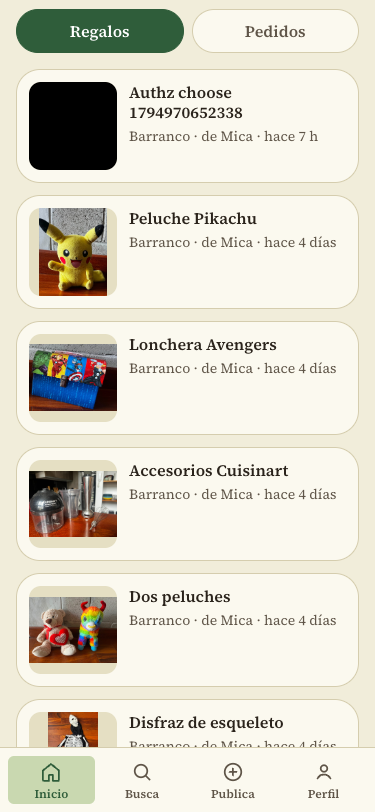 Regalos
Pedidos
Authz choose
1794970652338
Barranco · de Mica · hace 7 h
Peluche Pikachu
Barranco · de Mica · hace 4 días
Lonchera Avengers
Barranco · de Mica · hace 4 días
Accesorios Cuisinart
Barranco · de Mica · hace 4 días
Dos peluches
Barranco · de Mica · hace 4 días
Disfraz de esqueleto
Barranco · de Mica · hace 4 días
Inicio
Busca
Publica
Perfil